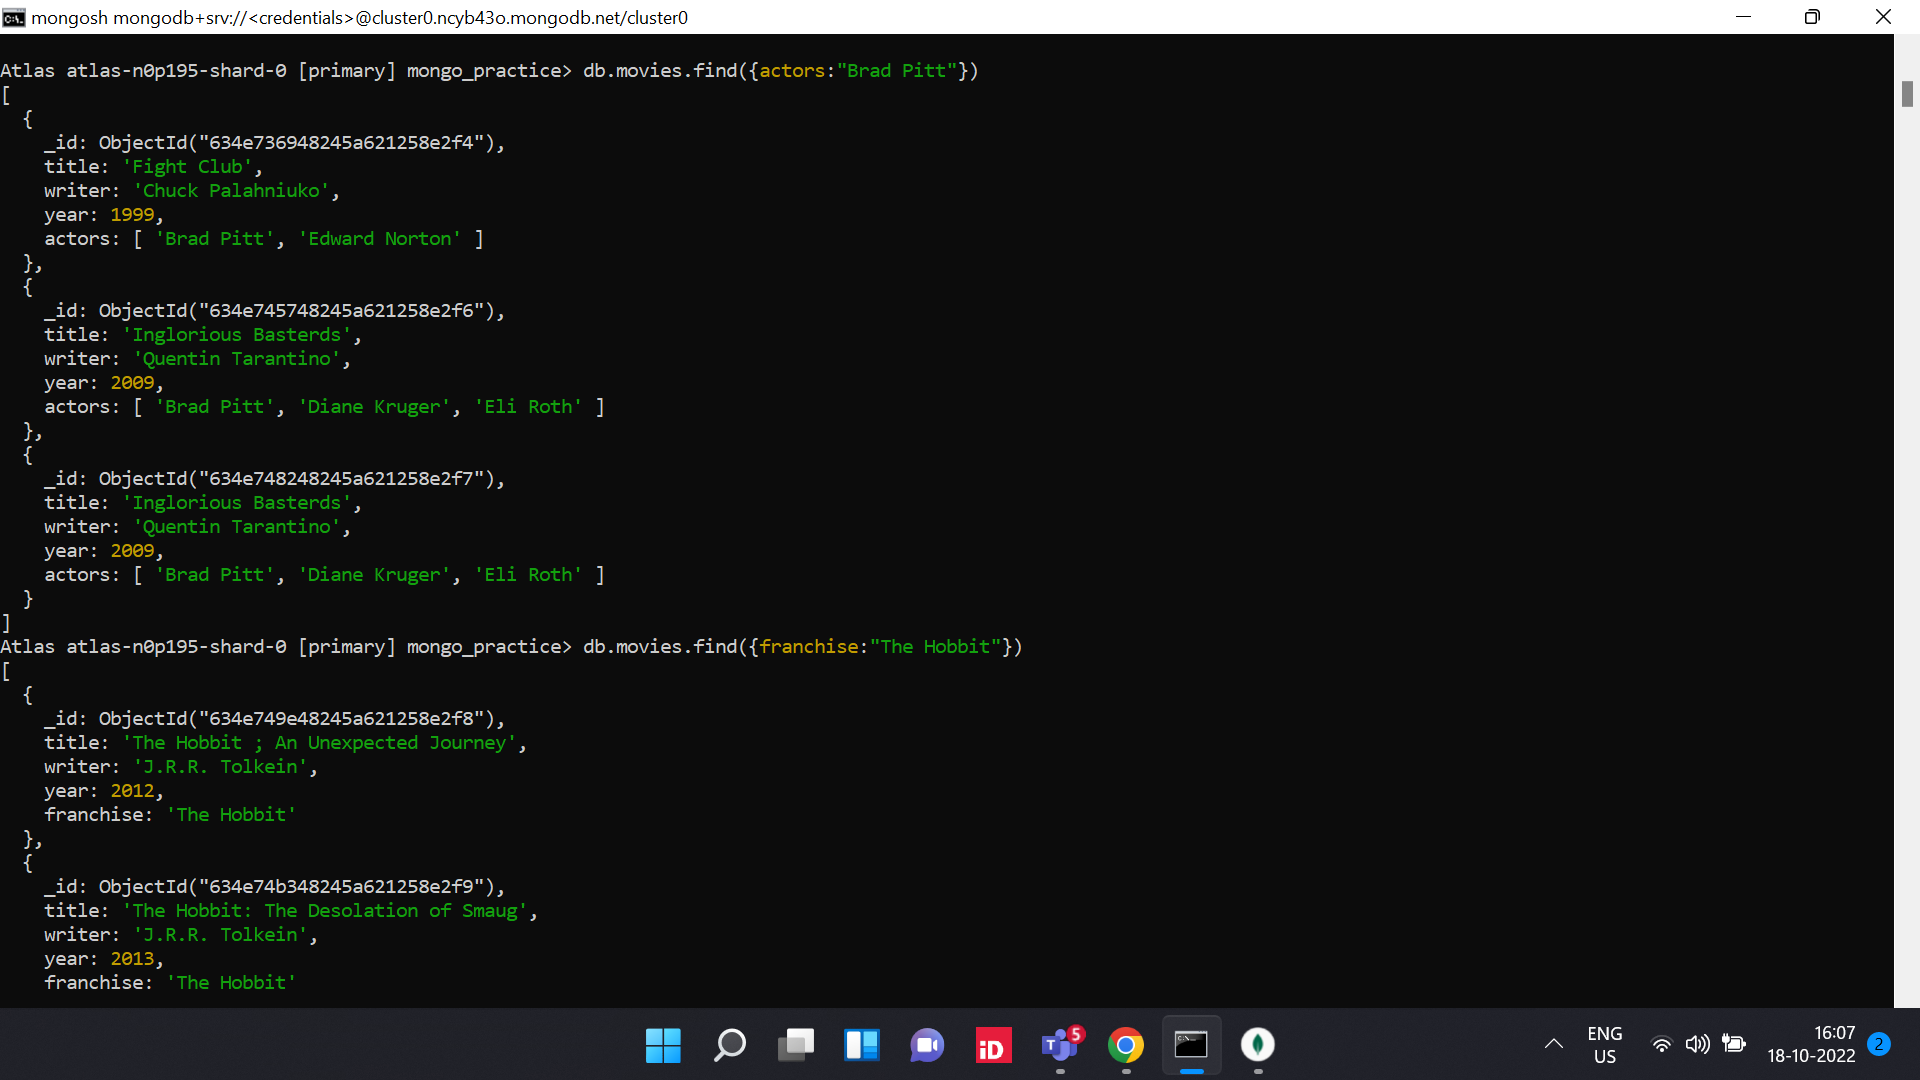 mongosh mongodb+srv://<credentials>@cluster0.ncyb43o.mongodb.net/cluster0
Atlas atlas-n0p195-shard-0 [primary] mongo_practice> db.movies.find({actors:"Brad Pitt"})
[
  {
    _id: ObjectId("634e736948245a621258e2f4"),
    title: 'Fight Club',
    writer: 'Chuck Palahniuko',
    year: 1999,
    actors: [ 'Brad Pitt', 'Edward Norton' ]
  },
  {
    _id: ObjectId("634e745748245a621258e2f6"),
    title: 'Inglorious Basterds',
    writer: 'Quentin Tarantino',
    year: 2009,
    actors: [ 'Brad Pitt', 'Diane Kruger', 'Eli Roth' ]
  },
  {
    _id: ObjectId("634e748248245a621258e2f7"),
    title: 'Inglorious Basterds',
    writer: 'Quentin Tarantino',
    year: 2009,
    actors: [ 'Brad Pitt', 'Diane Kruger', 'Eli Roth' ]
  }
]
Atlas atlas-n0p195-shard-0 [primary] mongo_practice> db.movies.find({franchise:"The Hobbit"})
[
  {
    _id: ObjectId("634e749e48245a621258e2f8"),
    title: 'The Hobbit ; An Unexpected Journey',
    writer: 'J.R.R. Tolkein',
    year: 2012,
    franchise: 'The Hobbit'
  },
  {
    _id: ObjectId("634e74b348245a621258e2f9"),
    title: 'The Hobbit: The Desolation of Smaug',
    writer: 'J.R.R. Tolkein',
    year: 2013,
    franchise: 'The Hobbit'
iD
T
5
C:\_
ENG
US
16:07
18-10-2022
2